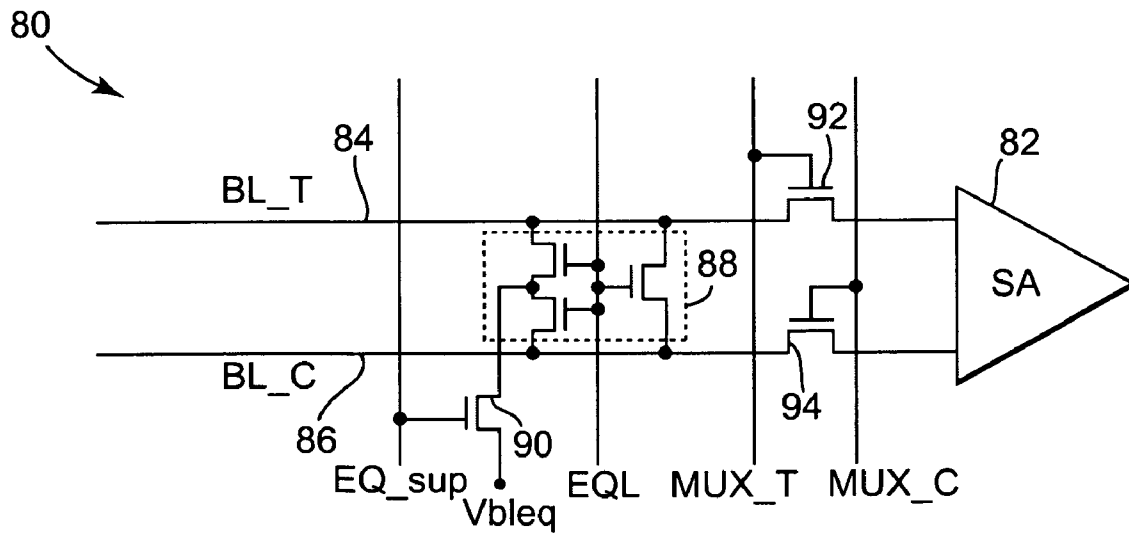 80
84
92
82
BL_T
88
SA
BL_C
86
90
94
EQ_sup
Vbleq
EQL
MUX_T
MUX_C